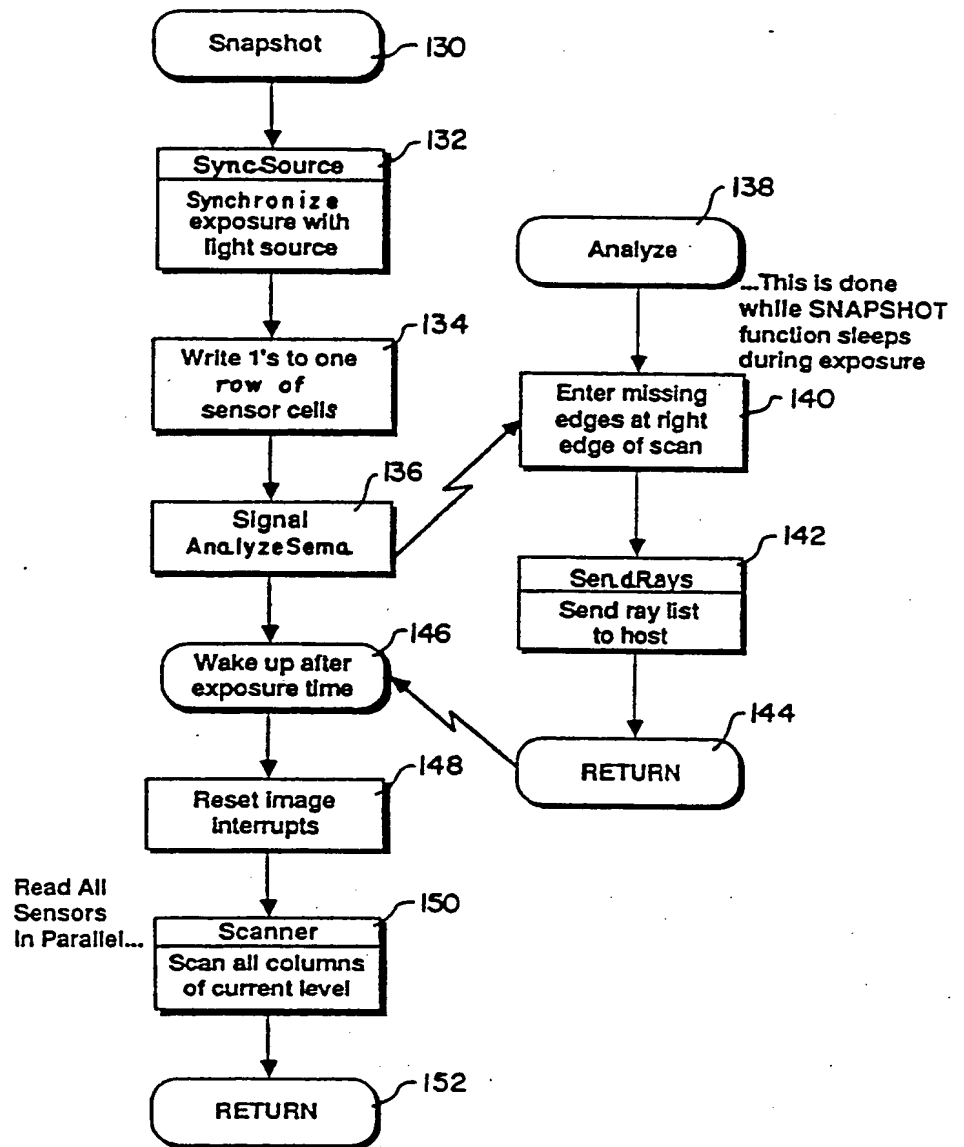 Snapshot
130
132
Sync-Source
Synchronize
exposure with
light source
134
Write 1's to one
row of
sensor cells
136
Signal
AnalyzeSema.
146
Wake up after
exposure time
148
Reset image
interrupts
Read All
Sensors
In Parallel...
150
Scanner
Scan all columns
of current level
152
RETURN
138
Analyze
...This is done
while SNAPSHOT
function sleeps
during exposure
Enter missing
edges at right
edge of scan
140
142
SendRays
Send ray list
to host
144
RETURN